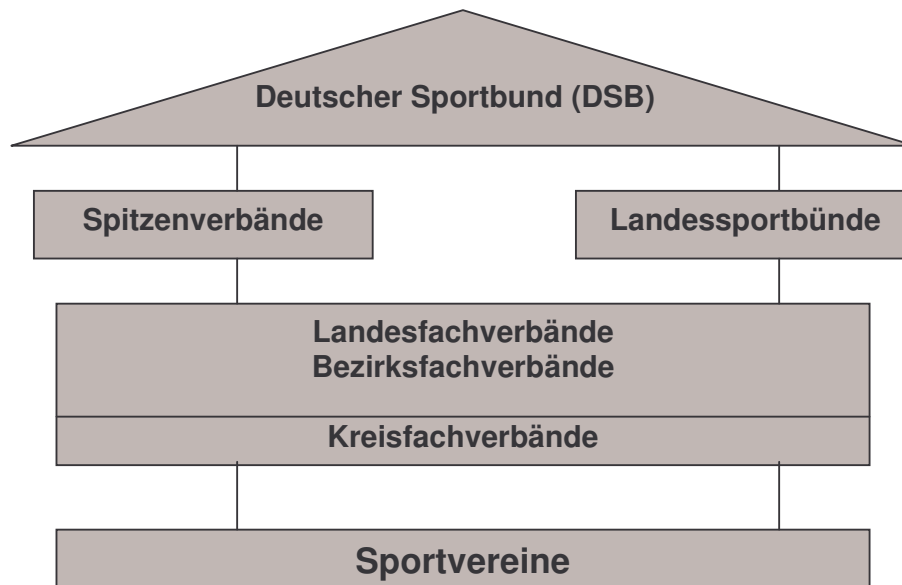 Deutscher Sportbund (DSB)
Spitzenverbände
Landessportbünde
Landesfachverbände
Bezirksfachverbände
Kreisfachverbände
Sportvereine